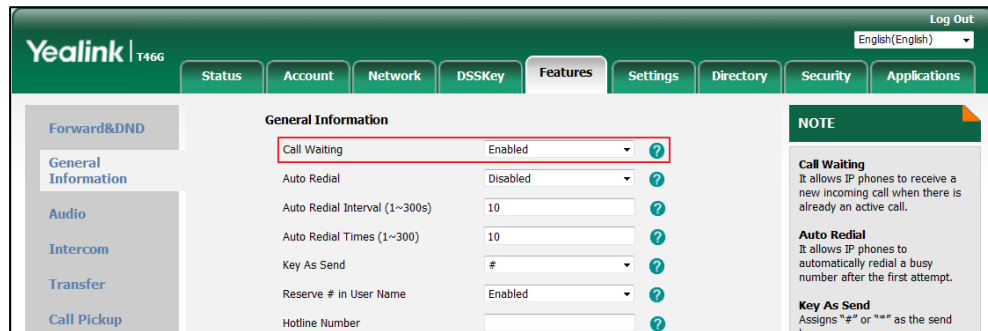 Log Out
Yealink | T46G
English(English)
Status Account Network DSSKey Features Settings Directory Security Applications
Forward&DND
General
Information
Audio
Intercom
Transfer
Call Pickup
General Information
Call Waiting Enabled ?
Auto Redial Disabled ?
Auto Redial Interval (1~300s) 10 ?
Auto Redial Times (1~300) 10 ?
Key As Send # ?
Reserve # in User Name Enabled ?
Hotline Number ?
NOTE
Call Waiting
It allows IP phones to receive a
new incoming call when there is
already an active call.
Auto Redial
It allows IP phones to
automatically redial a busy
number after the first attempt.
Key As Send
Assigns "#" or "*" as the send